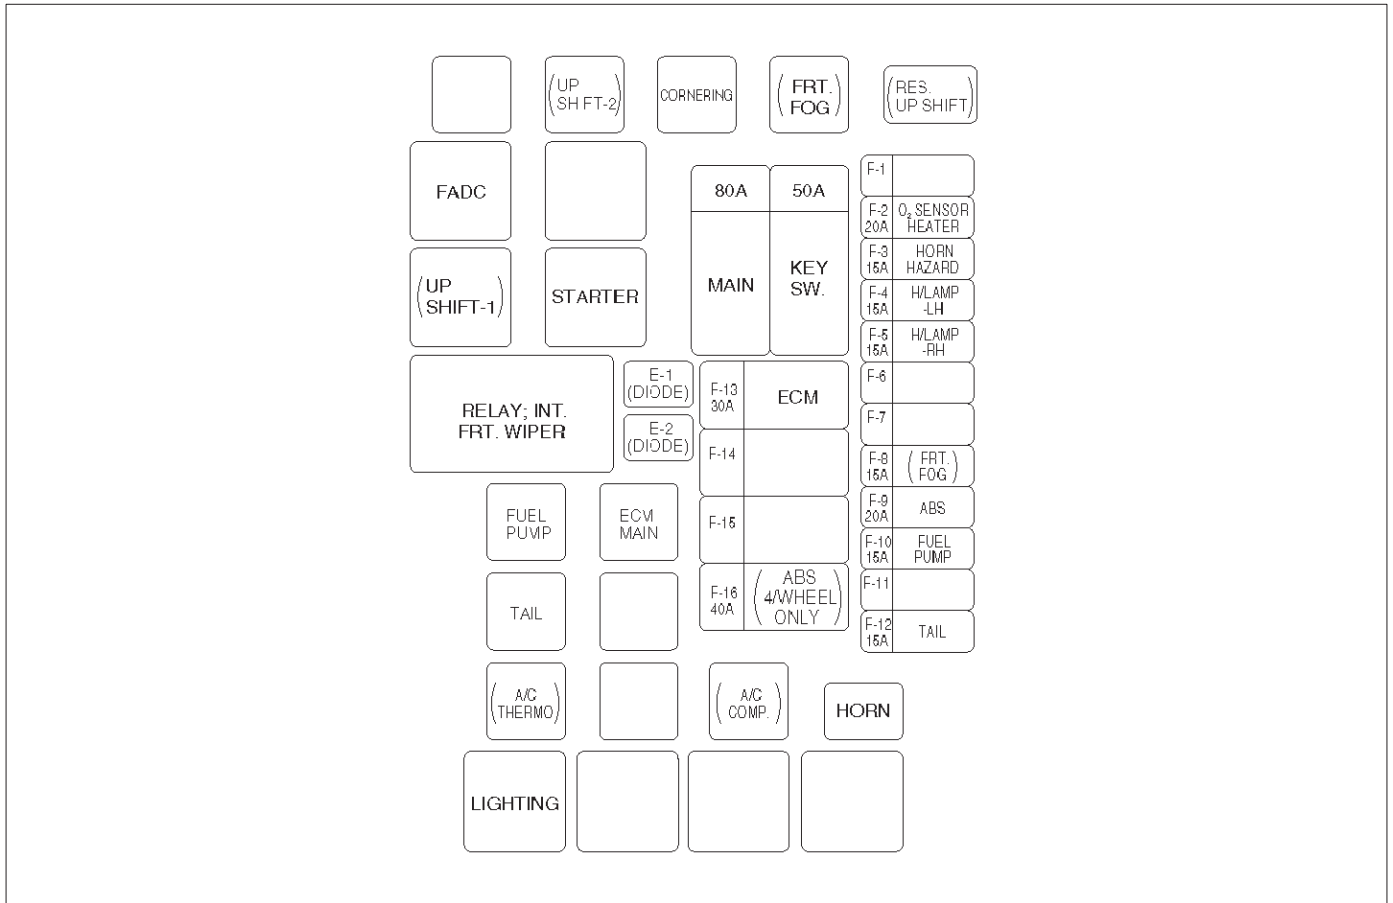 (UP
SHIFT-2)
CORNERING
(FRT.
FOG)
(RES.
UP SHIFT)
FADC
80A
50A
MAIN
KEY
SW.
(UP
SHIFT-1)
STARTER
RELAY; INT.
FRT. WIPER
E-1
(DIODE)
E-2
(DIODE)
F-13
30A
ECM
F-14
F-15
F-16
40A
(ABS
4/WHEEL
ONLY)
F-1
F-2
20A
O₂ SENSOR
HEATER
F-3
15A
HORN
HAZARD
F-4
15A
H/LAMP
-LH
F-5
15A
H/LAMP
-RH
F-6
F-7
F-8
15A
(FRT.
FOG)
F-9
20A
ABS
F-10
15A
FUEL
PUMP
F-11
F-12
15A
TAIL
FUEL
PUMP
ECM
MAIN
TAIL
(A/C
THERMO)
(A/C
COMP.)
HORN
LIGHTING